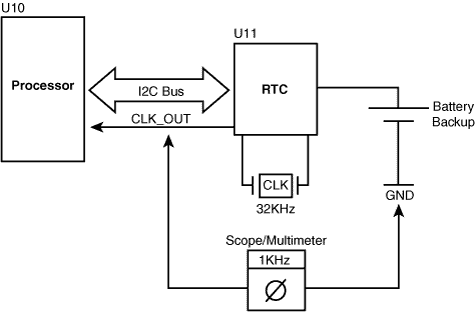 U10
Processor
I2C Bus
CLK_OUT
U11
RTC
CLK
32KHz
Battery
Backup
GND
Scope/Multimeter
1KHz